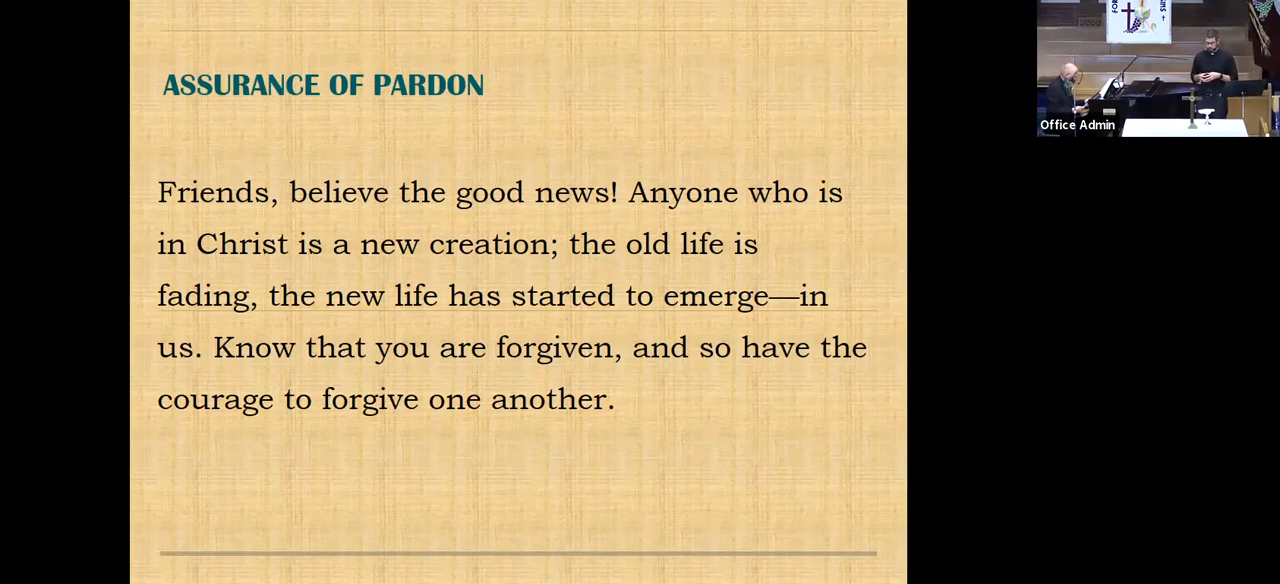 ASSURANCE OF PARDON
Friends, believe the good news! Anyone who is
in Christ is a new creation; the old life is
fading, the new life has started to emerge—in
us. Know that you are forgiven, and so have the
courage to forgive one another.
Office Admin